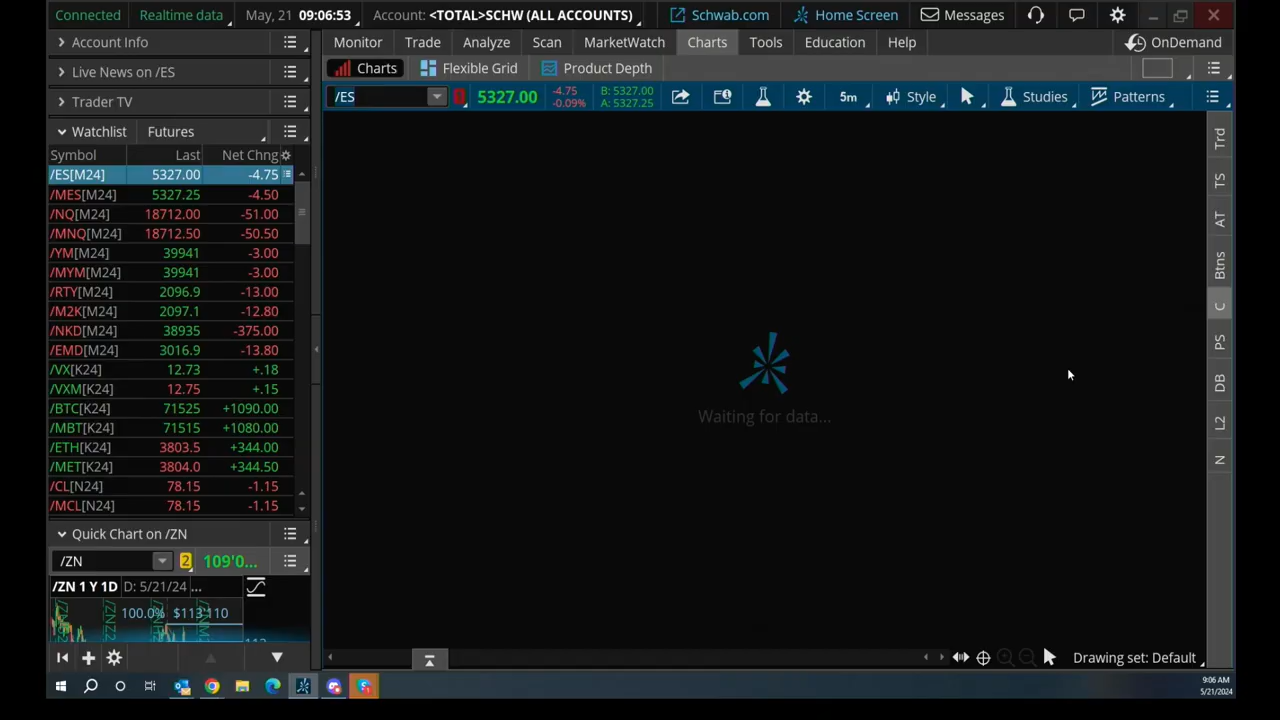 Connected Realtime data May, 21 09:06:53 Account: <TOTAL>SCHW (ALL ACCOUNTS) Schwab.com Home Screen Messages
Account Info
Live News on /ES
Trader TV
Watchlist Futures
Symbol Last Net Chng
/ES[M24] 5327.00 -4.75
/MES[M24] 5327.25 -4.50
/NQ[M24] 18712.00 -51.00
/MNQ[M24] 18712.50 -50.50
/YM[M24] 39941 -3.00
/MYM[M24] 39941 -3.00
/RTY[M24] 2096.9 -13.00
/M2K[M24] 2097.1 -12.80
/NKD[M24] 38935 -375.00
/EMD[M24] 3016.9 -13.80
/VX[K24] 12.73 +.18
/VXM[K24] 12.75 +.15
/BTC[K24] 71525 +1090.00
/MBT[K24] 71515 +1080.00
/ETH[K24] 3803.5 +344.00
/MET[K24] 3804.0 +344.50
/CL[N24] 78.15 -1.15
/MCL[N24] 78.15 -1.15
Quick Chart on /ZN
/ZN 2 109'0...
/ZN 1 Y 1D D: 5/21/24 ...
100.0% $113'110
Monitor Trade Analyze Scan MarketWatch Charts Tools Education Help OnDemand
Charts Flexible Grid Product Depth
/ES 5327.00 -4.75 B: 5327.00 5m Style Studies Patterns
-0.09% A: 5327.25
Waiting for data...
Trd
TS
AT
Btns
C
PS
DB
L2
N
Drawing set: Default
9:06 AM
5/21/2024